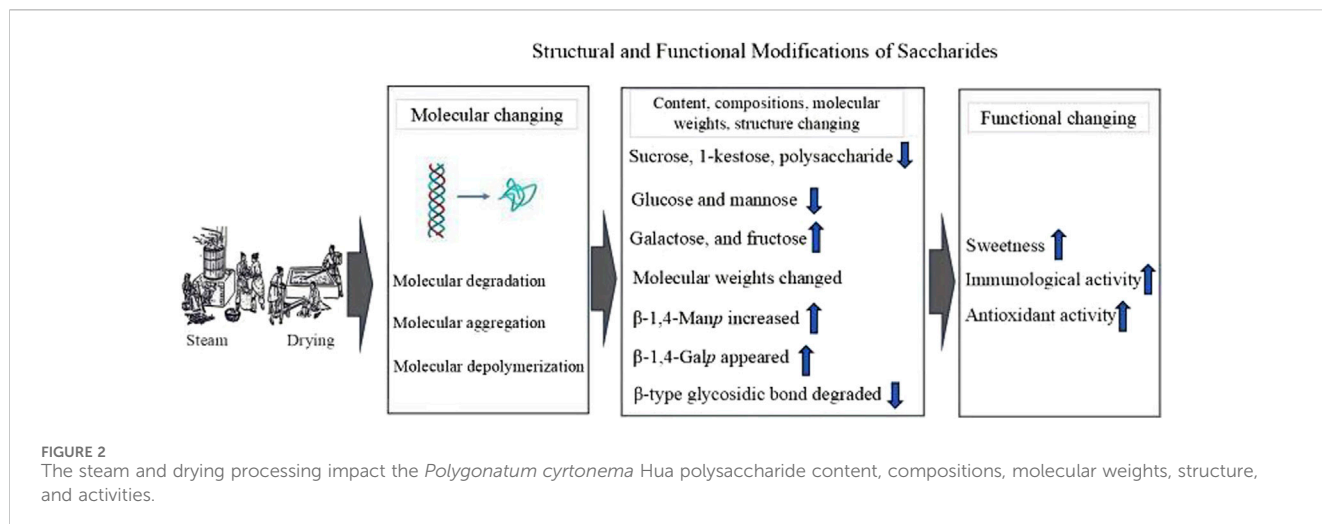 Structural and Functional Modifications of Saccharides
Steam
Drying
Molecular changing
Molecular degradation
Molecular aggregation
Molecular depolymerization
Content, compositions, molecular
weights, structure changing
Sucrose, 1-kestose, polysaccharide
Glucose and mannose
Galactose, and fructose
Molecular weights changed
β-1,4-Manp increased
β-1,4-Galp appeared
β-type glycosidic bond degraded
Functional changing
Sweetness
Immunological activity
Antioxidant activity
FIGURE 2
The steam and drying processing impact the Polygonatum cyrtonema Hua polysaccharide content, compositions, molecular weights, structure,
and activities.